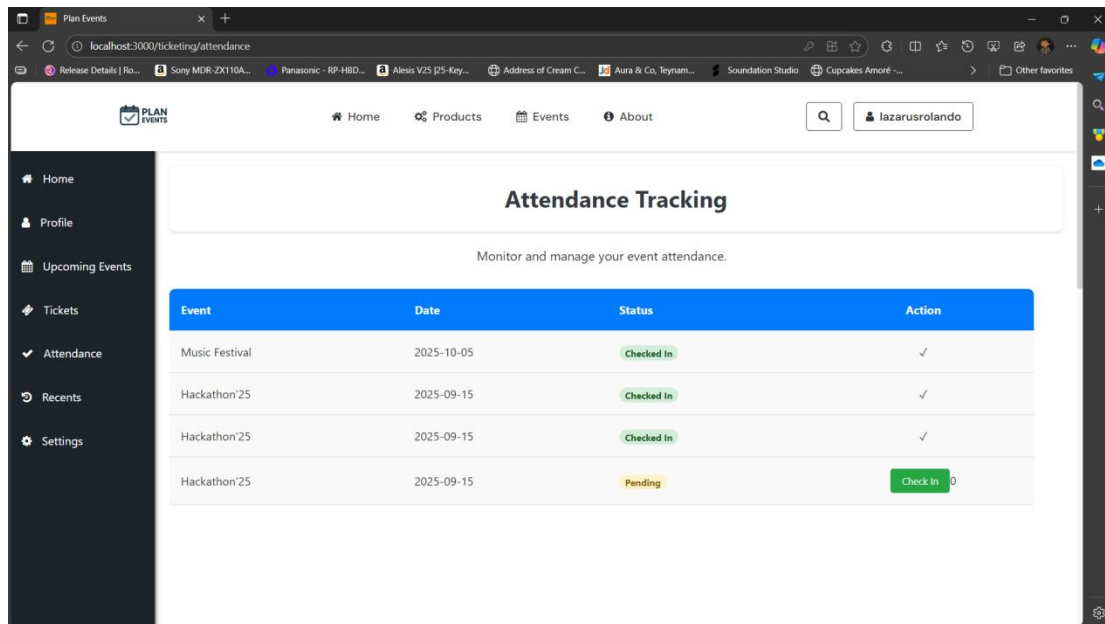 Plan Events
localhost:3000/ticketing/attendance
Release Details | Ro... Sony MDR-ZX110A... Panasonic - RP-HBD... Alesis V25 |25-Key... Address of Cream C... Aura & Co, Teynam... Soundation Studio Cupcakes Amoré -... Other favorites
PLAN
EVENTS
Home Products Events About lazarusrolando
Home
Profile
Upcoming Events
Tickets
Attendance
Recents
Settings
Attendance Tracking
Monitor and manage your event attendance.
Event Date Status Action
Music Festival 2025-10-05 Checked In ✓
Hackathon'25 2025-09-15 Checked In ✓
Hackathon'25 2025-09-15 Checked In ✓
Hackathon'25 2025-09-15 Pending Check In 0